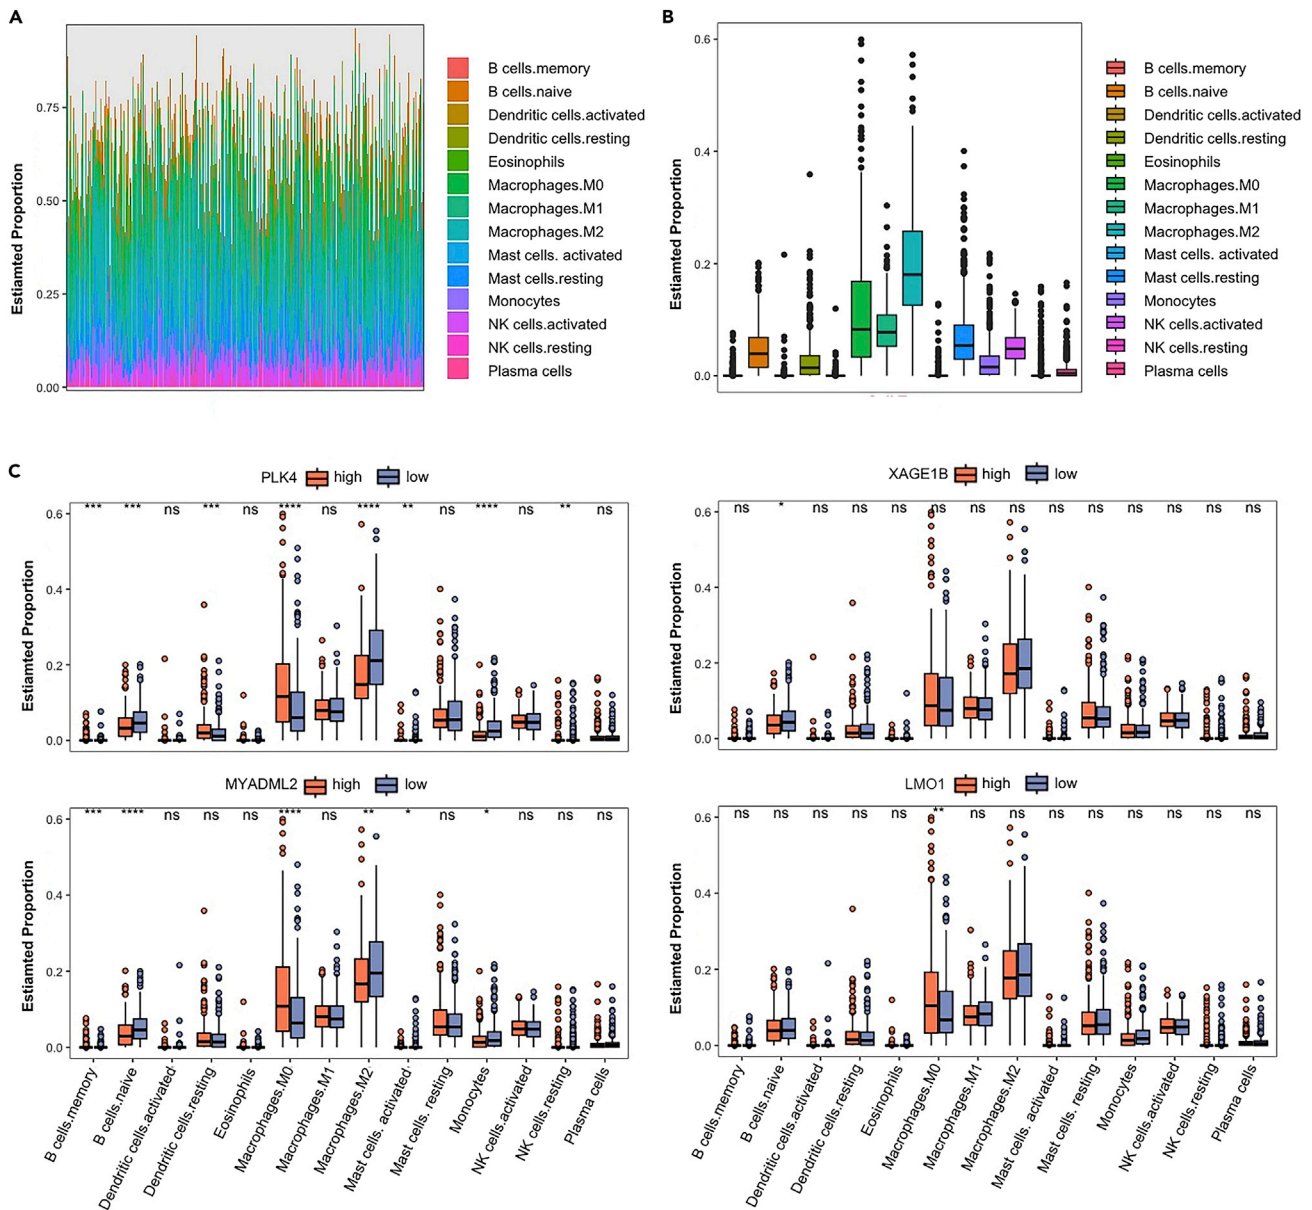 A
Estiamted Proportion
0.75
0.50
0.25
0.00
B cells.memory
B cells.naive
Dendritic cells.activated
Dendritic cells.resting
Eosinophils
Macrophages.M0
Macrophages.M1
Macrophages.M2
Mast cells. activated
Mast cells.resting
Monocytes
NK cells.activated
NK cells.resting
Plasma cells
B
Estiamted Proportion
0.6
0.4
0.2
0.0
B cells.memory
B cells.naive
Dendritic cells.activated
Dendritic cells.resting
Eosinophils
Macrophages.M0
Macrophages.M1
Macrophages.M2
Mast cells. activated
Mast cells.resting
Monocytes
NK cells.activated
NK cells.resting
Plasma cells
C
PLK4 high low
*** *** ns *** ns **** ns **** ** ns **** ns ** ns
Estiamted Proportion
0.6
0.4
0.2
0.0
XAGE1B high low
ns * ns ns ns ns ns ns ns ns ns ns ns ns
Estiamted Proportion
0.6
0.4
0.2
0.0
MYADML2 high low
*** **** ns ns ns **** ns ** * ns * ns ns ns
Estiamted Proportion
0.6
0.4
0.2
0.0
B cells.memory
B cells.naive
Dendritic cells.activated
Dendritic cells.resting
Eosinophils
Macrophages.M0
Macrophages.M1
Macrophages.M2
Mast cells. activated
Mast cells. resting
Monocytes
NK cells.activated
NK cells.resting
Plasma cells
LMO1 high low
ns ns ns ns ns ** ns ns ns ns ns ns ns ns
Estiamted Proportion
0.6
0.4
0.2
0.0
B cells.memory
B cells.naive
Dendritic cells.activated
Dendritic cells.resting
Eosinophils
Macrophages.M0
Macrophages.M1
Macrophages.M2
Mast cells. activated
Mast cells. resting
Monocytes
NK cells.activated
NK cells.resting
Plasma cells